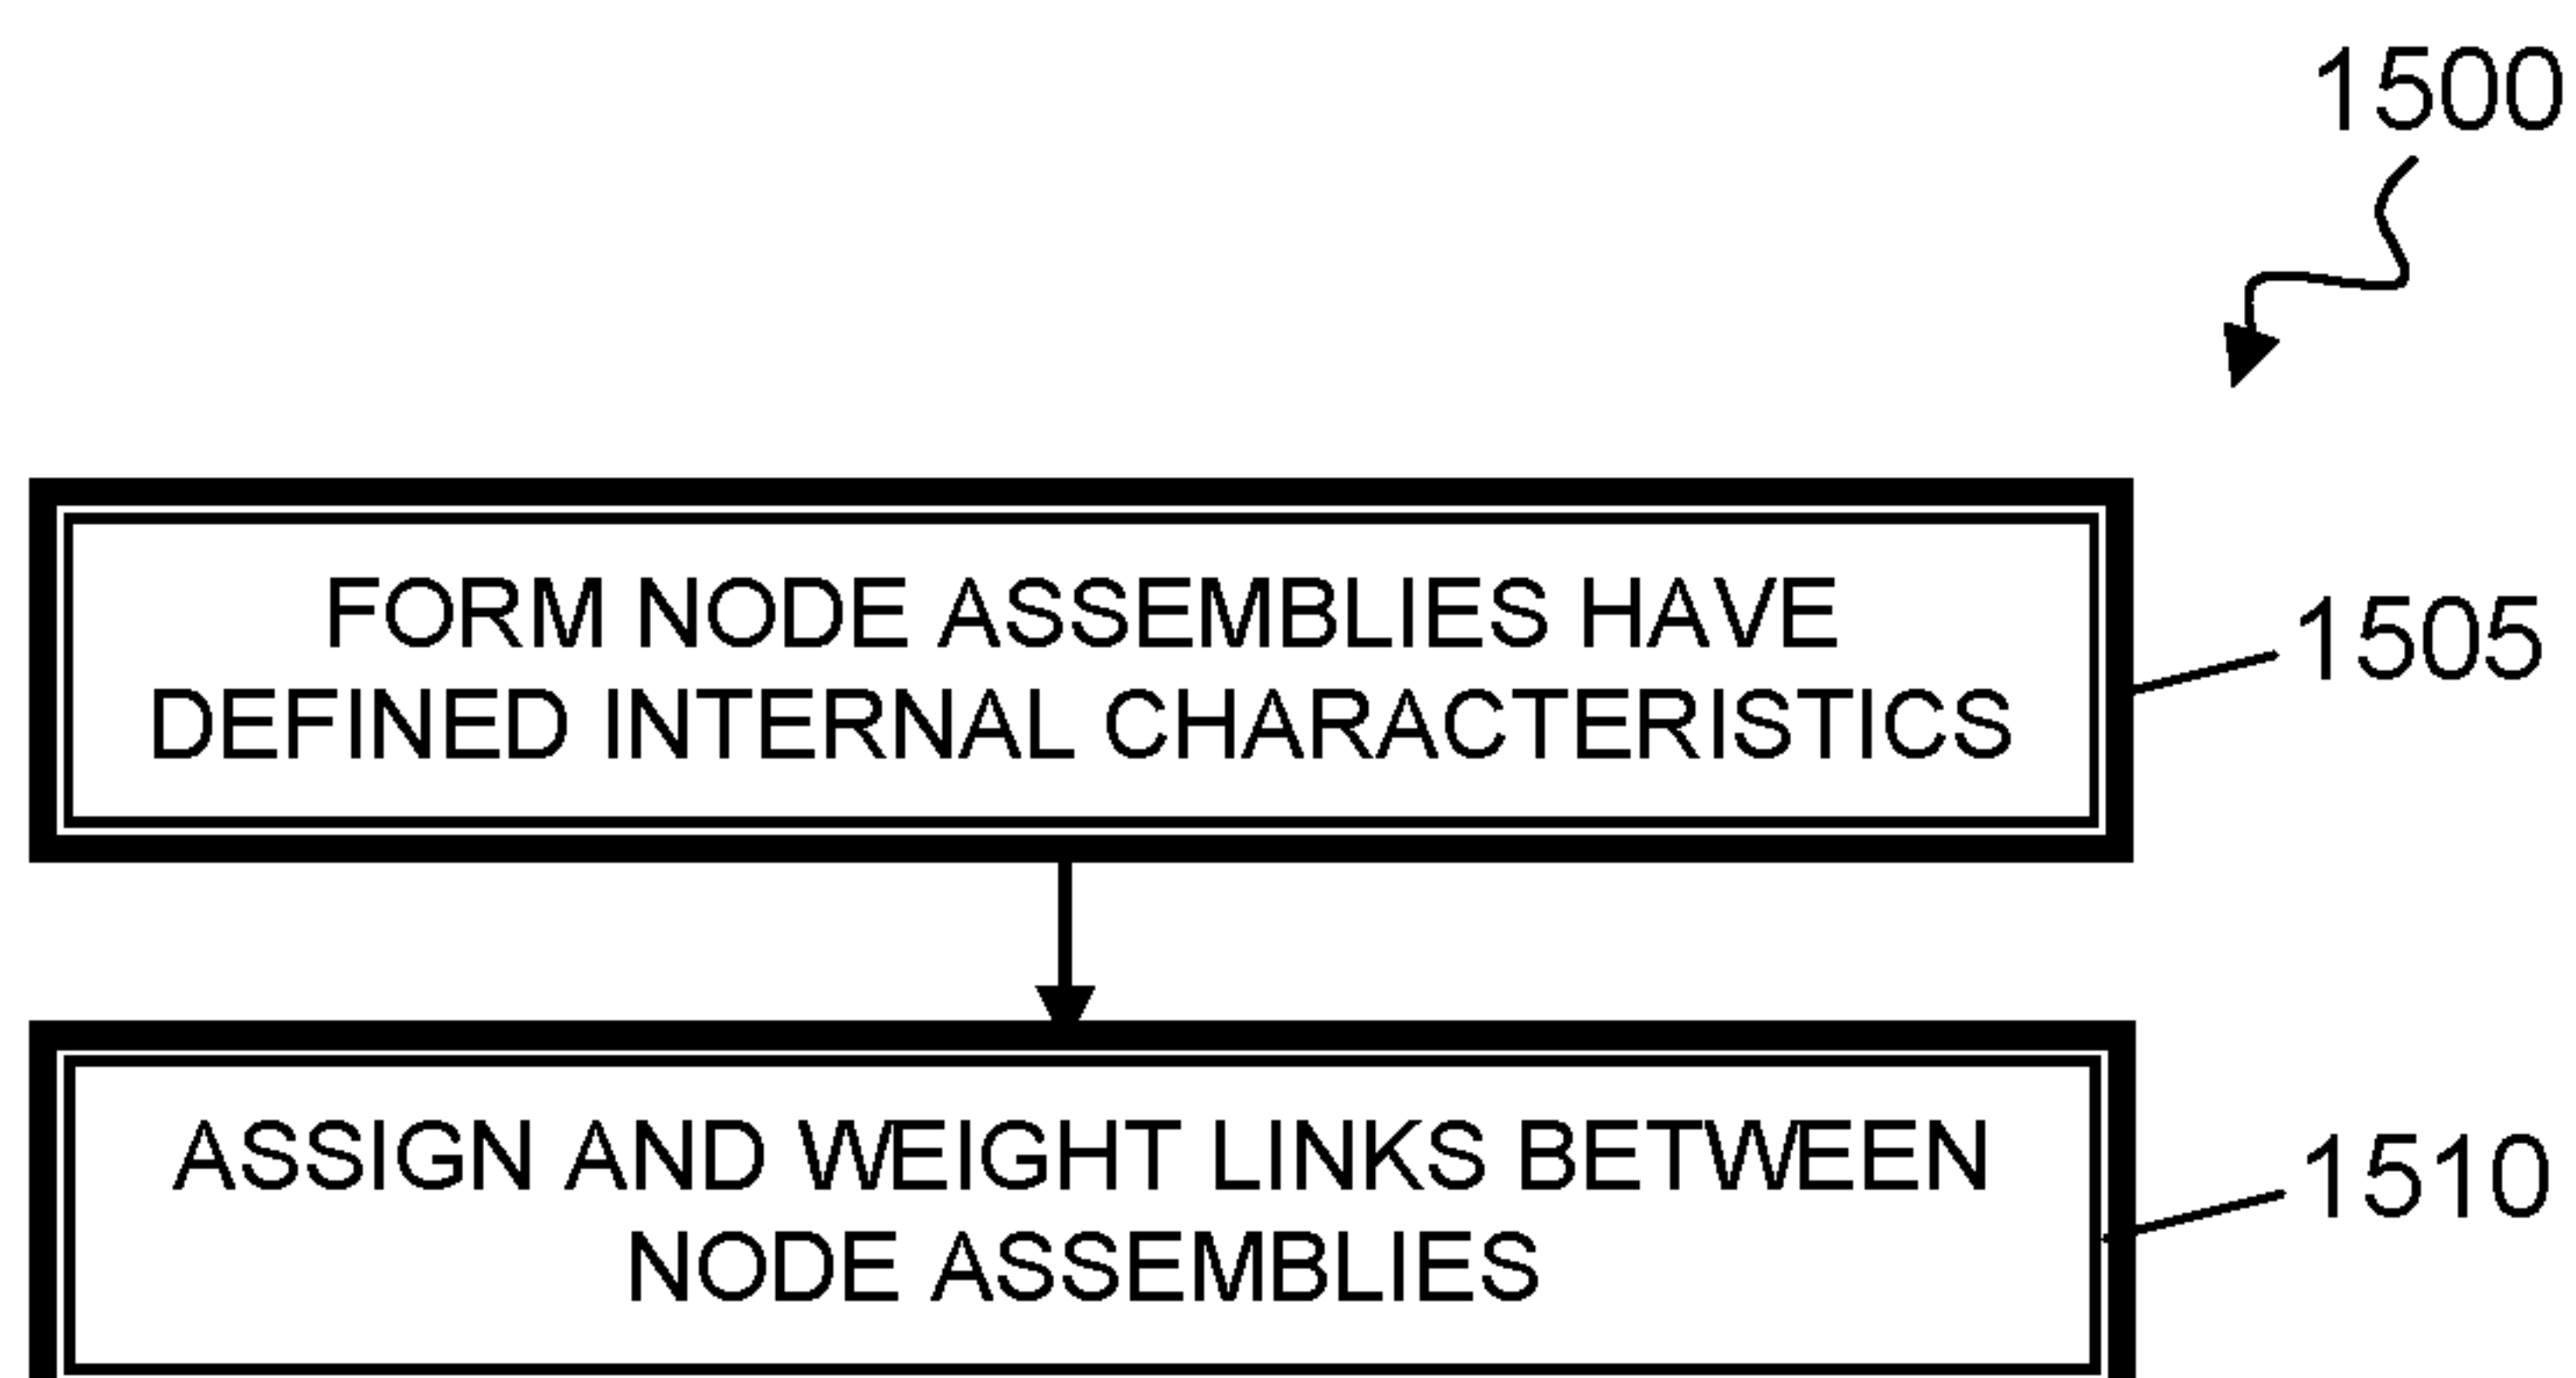 1500
FORM NODE ASSEMBLIES HAVE
DEFINED INTERNAL CHARACTERISTICS
1505
ASSIGN AND WEIGHT LINKS BETWEEN
NODE ASSEMBLIES
1510